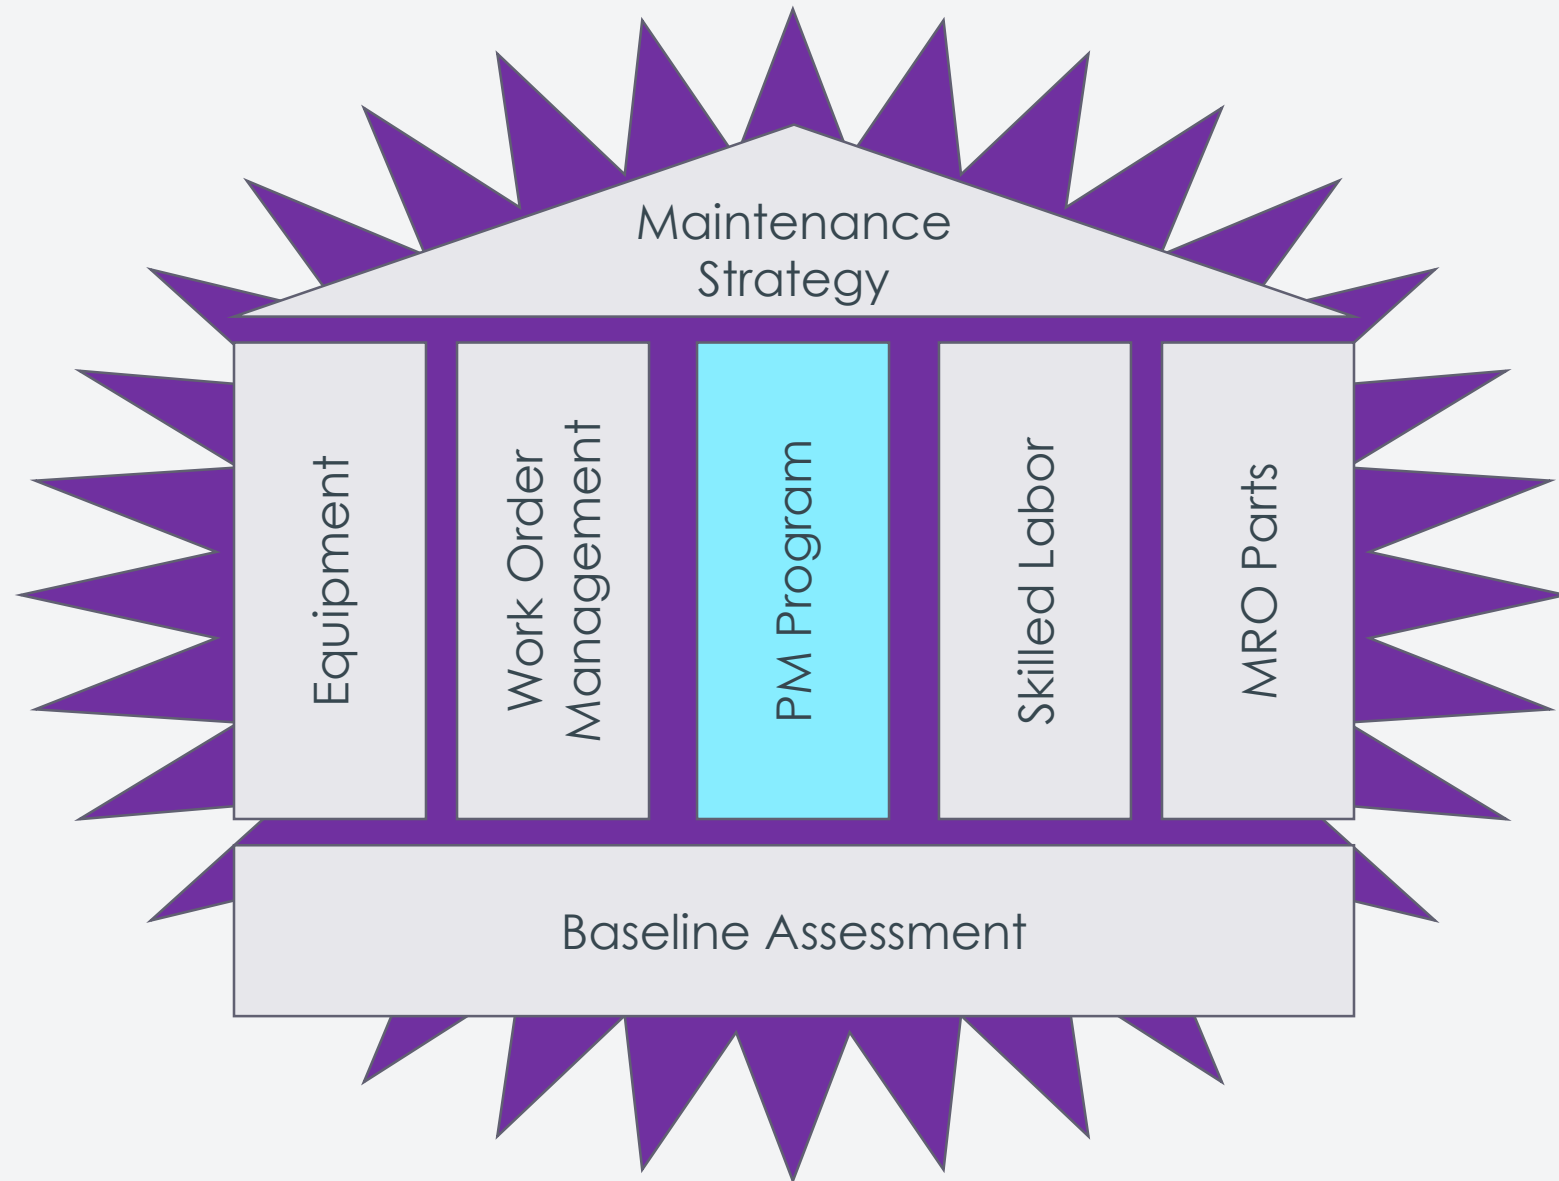 Maintenance
Strategy
Equipment
Work Order
Management
PM Program
Skilled Labor
MRO Parts
Baseline Assessment